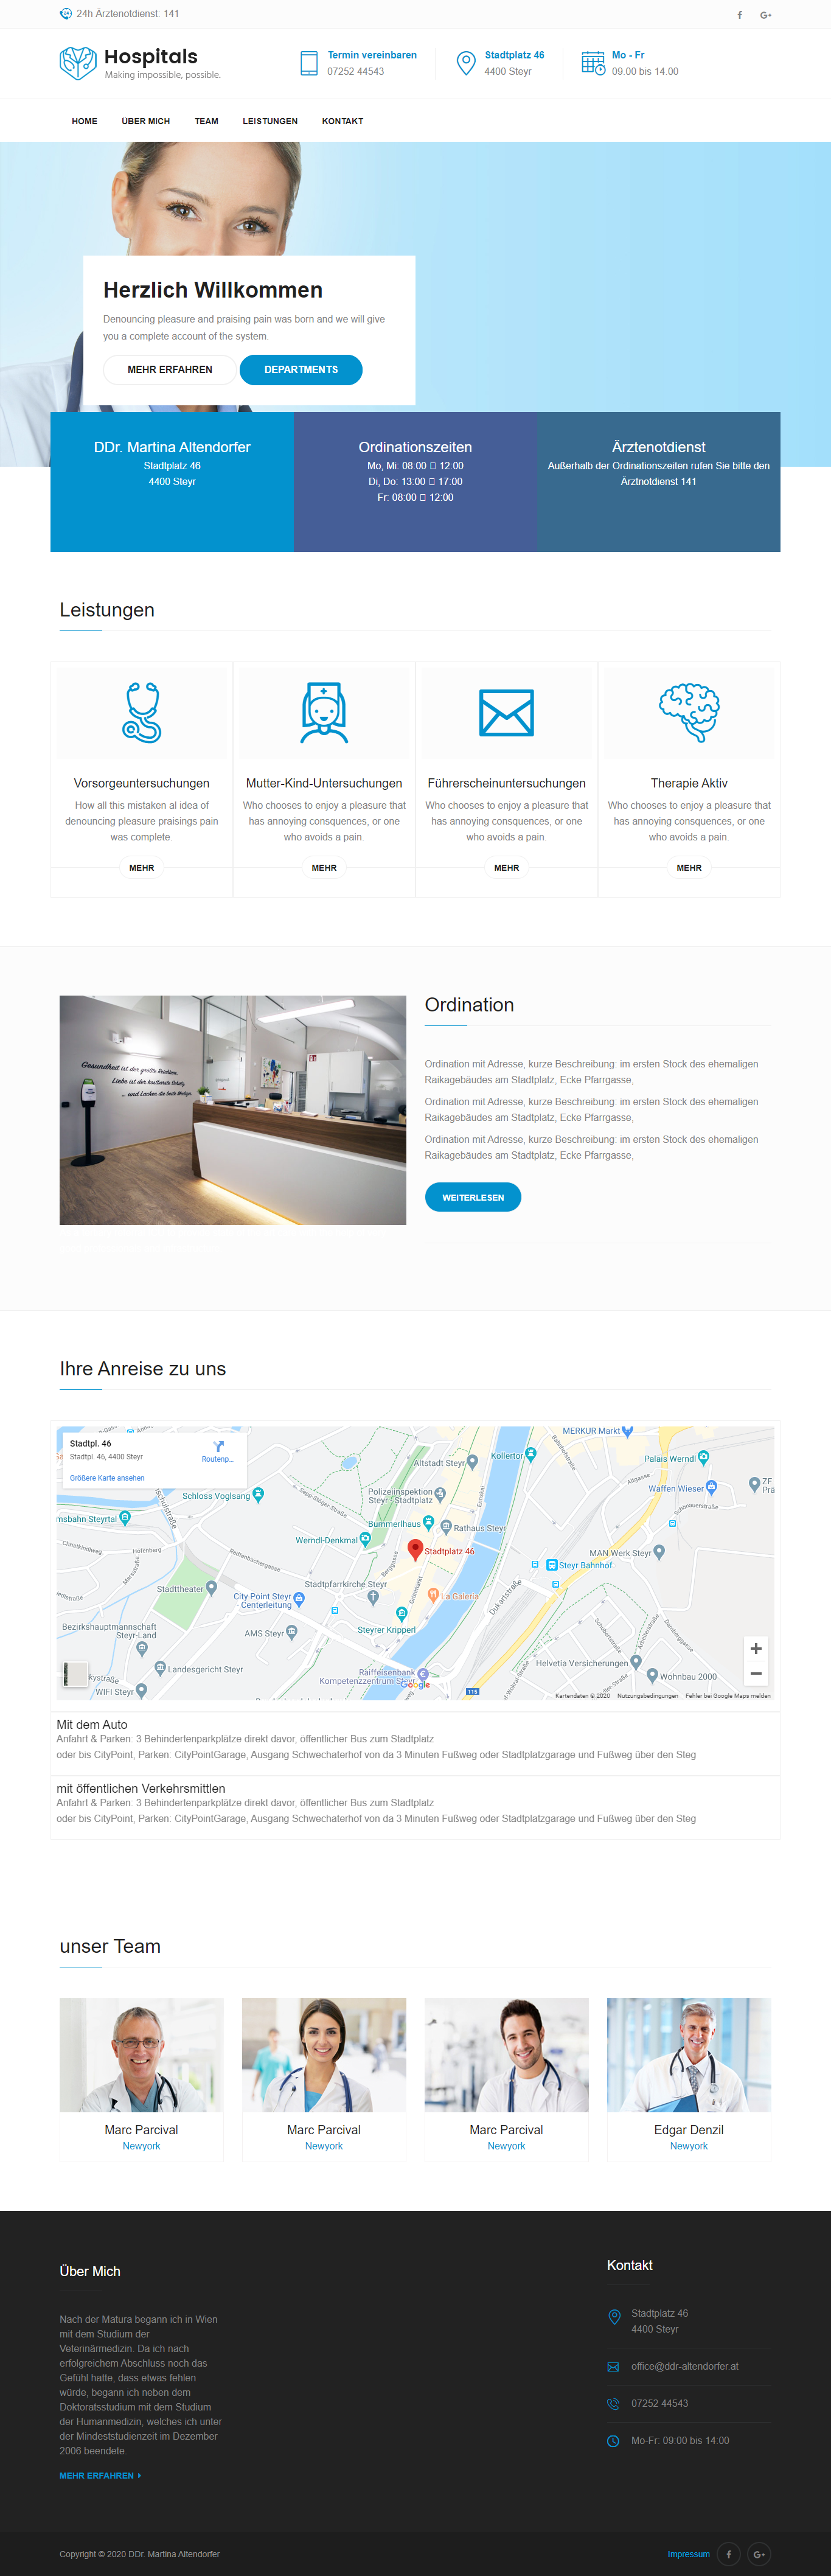 24h Ärztenotdienst: 141
Hospitals
Making impossible, possible.
Termin vereinbaren
07252 44543
Stadtplatz 46
4400 Steyr
Mo - Fr
09.00 bis 14.00
HOME
ÜBER MICH
TEAM
LEISTUNGEN
KONTAKT
Herzlich Willkommen
Denouncing pleasure and praising pain was born and we will give
you a complete account of the system.
MEHR ERFAHREN
DEPARTMENTS
DDr. Martina Altendorfer
Stadtplatz 46
4400 Steyr
Ordinationszeiten
Mo, Mi: 08:00 12:00
Di, Do: 13:00 17:00
Fr: 08:00 12:00
Ärztenotdienst
Außerhalb der Ordinationszeiten rufen Sie bitte den
Ärztnotdienst 141
Leistungen
Vorsorgeuntersuchungen
How all this mistaken al idea of
denouncing pleasure praisings pain
was complete.
MEHR
Mutter-Kind-Untersuchungen
Who chooses to enjoy a pleasure that
has annoying consquences, or one
who avoids a pain.
MEHR
Führerscheinuntersuchungen
Who chooses to enjoy a pleasure that
has annoying consquences, or one
who avoids a pain.
MEHR
Therapie Aktiv
Who chooses to enjoy a pleasure that
has annoying consquences, or one
who avoids a pain.
MEHR
Gesundheit ist der größte Reichtum,
Liebe ist der kostbarste Schatz,
... und Lachen die beste Medizin.
Ordination
Ordination mit Adresse, kurze Beschreibung: im ersten Stock des ehemaligen
Raikagebäudes am Stadtplatz, Ecke Pfarrgasse,
Ordination mit Adresse, kurze Beschreibung: im ersten Stock des ehemaligen
Raikagebäudes am Stadtplatz, Ecke Pfarrgasse,
Ordination mit Adresse, kurze Beschreibung: im ersten Stock des ehemaligen
Raikagebäudes am Stadtplatz, Ecke Pfarrgasse,
WEITERLESEN
Ihre Anreise zu uns
Stadtpl. 46
Stadtpl. 46, 4400 Steyr
Routenp...
Größere Karte ansehen
MERKUR Markt
Kollertor
Altstadt Steyr
Palais Werndl
Waffen Wieser
ZF
Schloss Voglsang
Polizeiinspektion
Steyr - Stadtplatz
Bummerlhaus
Rathaus Steyr
Werndl-Denkmal
Stadtplatz 46
MAN Werk Steyr
Steyr Bahnhof
Stadttheater
Stadtpfarrkirche Steyr
City Point Steyr
- Centerleitung
La Galeria
AMS Steyr
Steyrer Kripperl
Bezirkshauptmannschaft
Steyr-Land
Landesgericht Steyr
WIFI Steyr
Raiffeisenbank
Kompetenzzentrum Steyr
Google
115
Helvetia Versicherungen
Wohnbau 2000
Kartendaten © 2020
Nutzungsbedingungen
Fehler bei Google Maps melden
Mit dem Auto
Anfahrt & Parken: 3 Behindertenparkplätze direkt davor, öffentlicher Bus zum Stadtplatz
oder bis CityPoint, Parken: CityPointGarage, Ausgang Schwechaterhof von da 3 Minuten Fußweg oder Stadtplatzgarage und Fußweg über den Steg
mit öffentlichen Verkehrsmittlen
Anfahrt & Parken: 3 Behindertenparkplätze direkt davor, öffentlicher Bus zum Stadtplatz
oder bis CityPoint, Parken: CityPointGarage, Ausgang Schwechaterhof von da 3 Minuten Fußweg oder Stadtplatzgarage und Fußweg über den Steg
unser Team
Marc Parcival
Newyork
Marc Parcival
Newyork
Marc Parcival
Newyork
Edgar Denzil
Newyork
Über Mich
Nach der Matura begann ich in Wien
mit dem Studium der
Veterinärmedizin. Da ich nach
erfolgreichem Abschluss noch das
Gefühl hatte, dass etwas fehlen
würde, begann ich neben dem
Doktoratsstudium mit dem Studium
der Humanmedizin, welches ich unter
der Mindeststudienzeit im Dezember
2006 beendete.
MEHR ERFAHREN
Kontakt
Stadtplatz 46
4400 Steyr
office@ddr-altendorfer.at
07252 44543
Mo-Fr: 09:00 bis 14:00
Copyright © 2020 DDr. Martina Altendorfer
Impressum